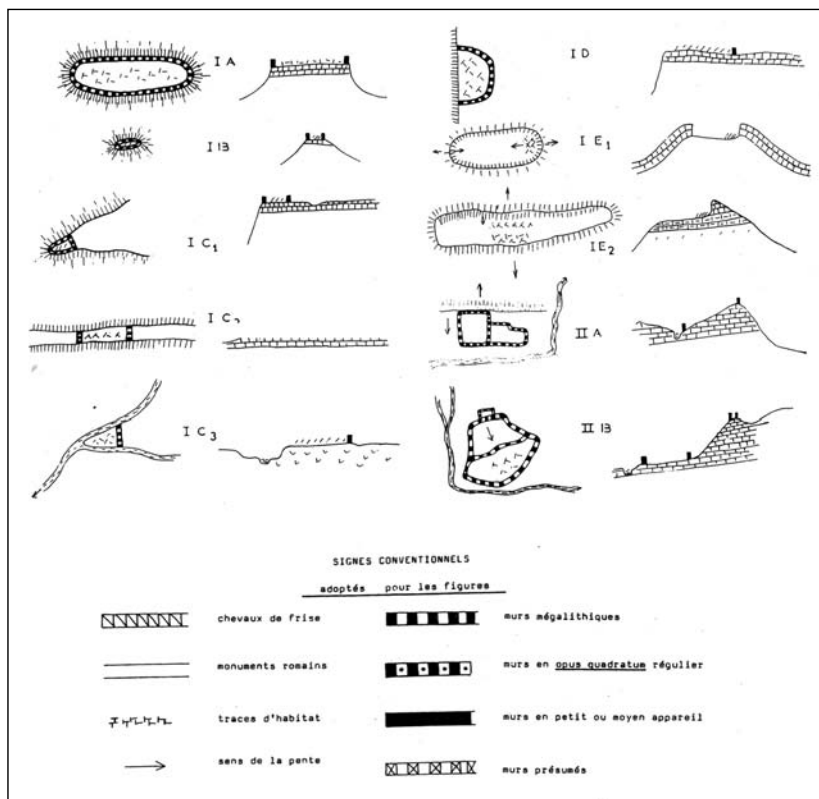 I A
I D
I B
I E1
I C1
I E2
I C2
II A
I C3
II B
SIGNES CONVENTIONNELS
adoptés pour les figures
chevaux de frise
murs mégalithiques
monuments romains
murs en opus quadratum régulier
traces d'habitat
murs en petit ou moyen appareil
sens de la pente
murs présumés